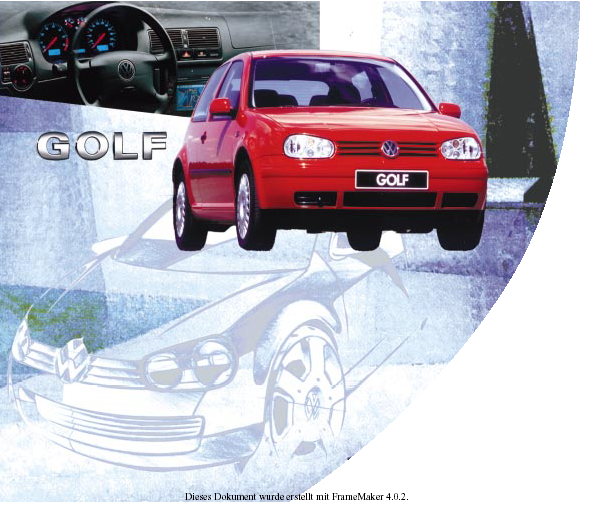 GOLF
GOLF
Dieses Dokument wurde erstellt mit FrameMaker 4.0.2.